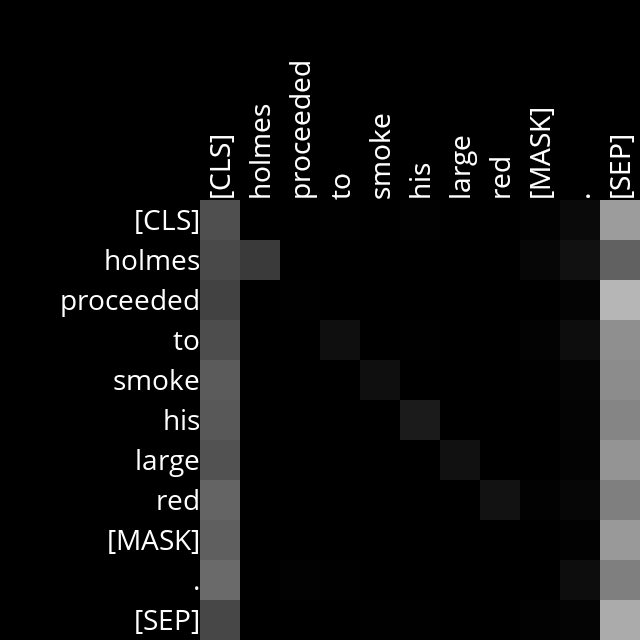 [CLS] holmes proceeded to smoke his large red [MASK] . [SEP]
[CLS]
holmes
proceeded
to
smoke
his
large
red
[MASK]
.
[SEP]